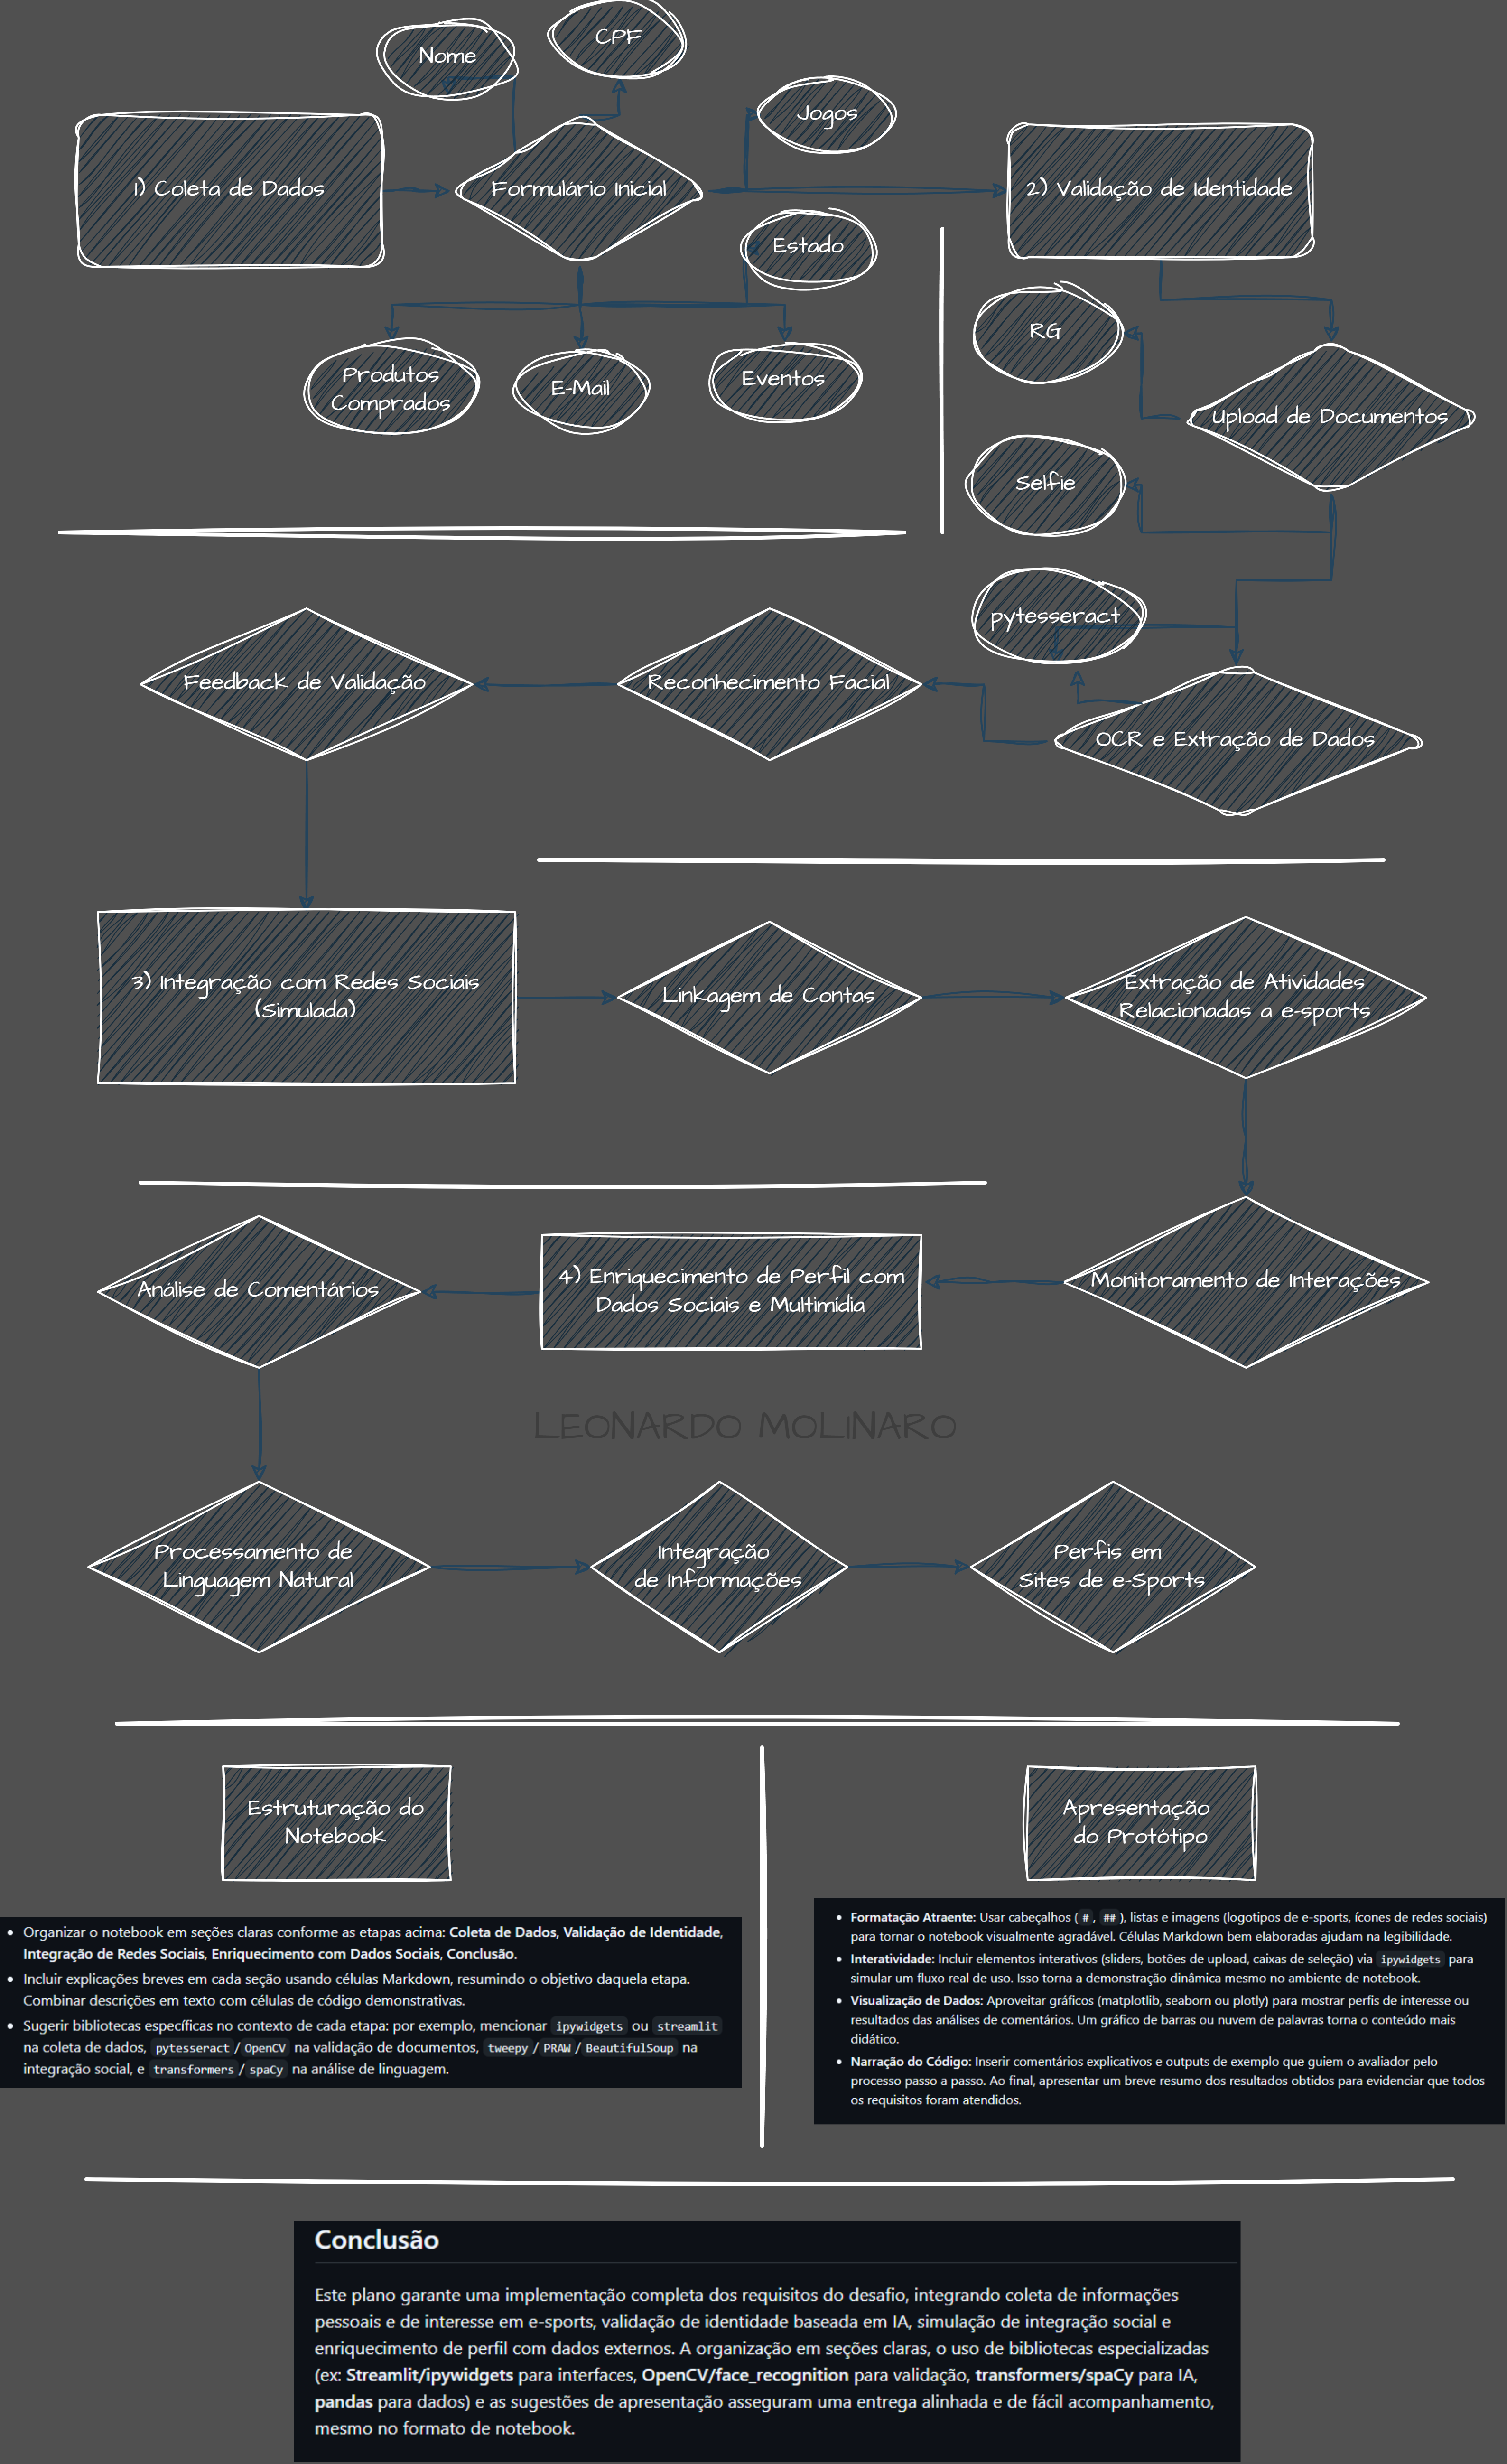 Nome
CPF
Jogos
1) Coleta de Dados
Formulário Inicial
2) Validação de Identidade
Estado
RG
Produtos
Comprados
E-Mail
Eventos
Upload de Documentos
Selfie
pytesseract
Feedback de Validação
Reconhecimento Facial
OCR e Extração de Dados
3) Integração com Redes Sociais
(Simulada)
Linkagem de Contas
Extração de Atividades
Relacionadas a e-sports
Análise de Comentários
4) Enriquecimento de Perfil com
Dados Sociais e Multimídia
Monitoramento de Interações
LEONARDO MOLINARO
Processamento de
Linguagem Natural
Integração
de Informações
Perfis em
Sites de e-Sports
Estruturação do
Notebook
• Organizar o notebook em seções claras conforme as etapas acima: Coleta de Dados, Validação de Identidade,
Integração de Redes Sociais, Enriquecimento com Dados Sociais, Conclusão.
• Incluir explicações breves em cada seção usando células Markdown, resumindo o objetivo daquela etapa.
Combinar descrições em texto com células de código demonstrativas.
• Sugerir bibliotecas específicas no contexto de cada etapa: por exemplo, mencionar ipywidgets ou streamlit
na coleta de dados, pytesseract / OpenCV na validação de documentos, tweepy / PRAW / BeautifulSoup na
integração social, e transformers / spaCy na análise de linguagem.
Apresentação
do Protótipo
• Formatação Atraente: Usar cabeçalhos ( # , ## ), listas e imagens (logotipos de e-sports, ícones de redes sociais)
para tornar o notebook visualmente agradável. Células Markdown bem elaboradas ajudam na legibilidade.
• Interatividade: Incluir elementos interativos (sliders, botões de upload, caixas de seleção) via ipywidgets para
simular um fluxo real de uso. Isso torna a demonstração dinâmica mesmo no ambiente de notebook.
• Visualização de Dados: Aproveitar gráficos (matplotlib, seaborn ou plotly) para mostrar perfis de interesse ou
resultados das análises de comentários. Um gráfico de barras ou nuvem de palavras torna o conteúdo mais
didático.
• Narração do Código: Inserir comentários explicativos e outputs de exemplo que guiem o avaliador pelo
processo passo a passo. Ao final, apresentar um breve resumo dos resultados obtidos para evidenciar que todos
os requisitos foram atendidos.
Conclusão
Este plano garante uma implementação completa dos requisitos do desafio, integrando coleta de informações
pessoais e de interesse em e-sports, validação de identidade baseada em IA, simulação de integração social e
enriquecimento de perfil com dados externos. A organização em seções claras, o uso de bibliotecas especializadas
(ex: Streamlit/ipywidgets para interfaces, OpenCV/face_recognition para validação, transformers/spaCy para IA,
pandas para dados) e as sugestões de apresentação asseguram uma entrega alinhada e de fácil acompanhamento,
mesmo no formato de notebook.